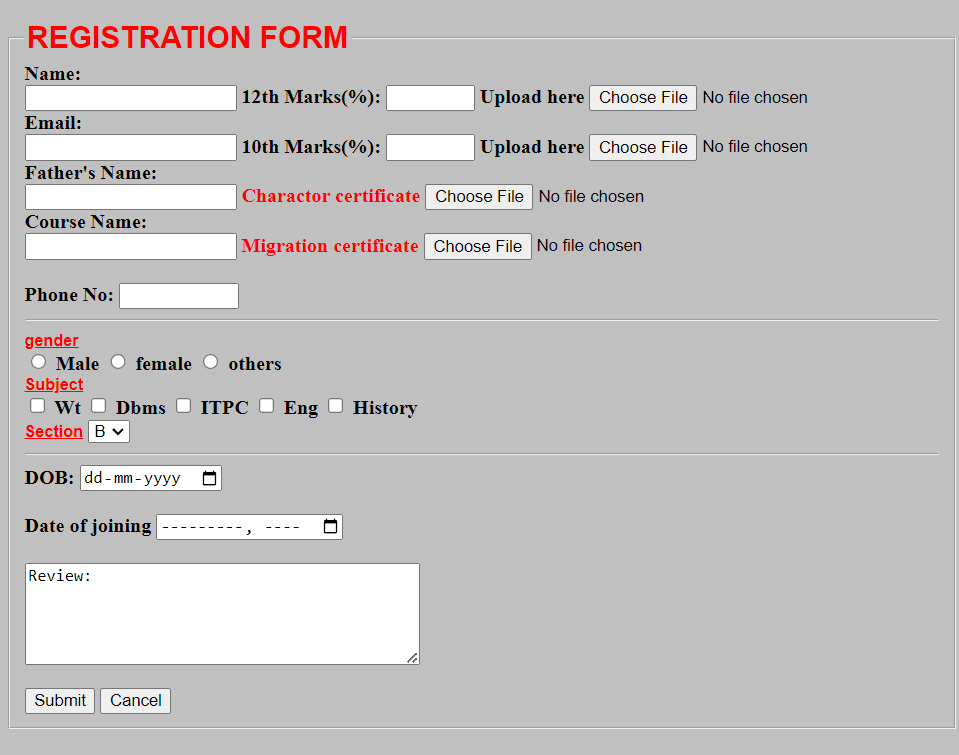 REGISTRATION FORM
Name:
12th Marks(%): Upload here Choose File No file chosen
Email:
10th Marks(%): Upload here Choose File No file chosen
Father's Name:
Charactor certificate Choose File No file chosen
Course Name:
Migration certificate Choose File No file chosen
Phone No:
gender
Male female others
Subject
Wt Dbms ITPC Eng History
Section B
DOB: dd-mm-yyyy
Date of joining ---------, ----
Review:
Submit Cancel